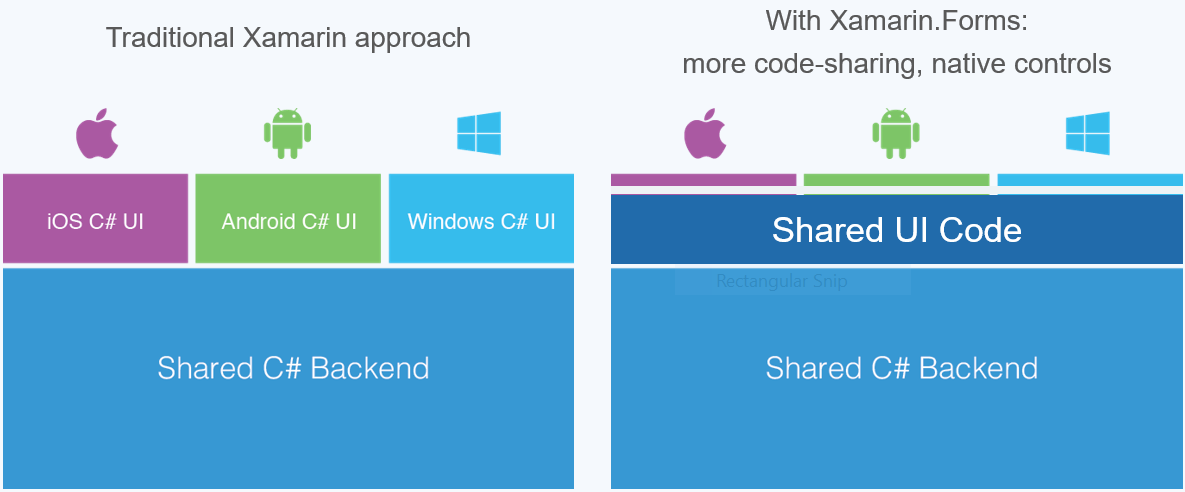 Traditional Xamarin approach
iOS C# UI
Android C# UI
Windows C# UI
Shared C# Backend
With Xamarin.Forms:
more code-sharing, native controls
Shared UI Code
Rectangular Snip
Shared C# Backend